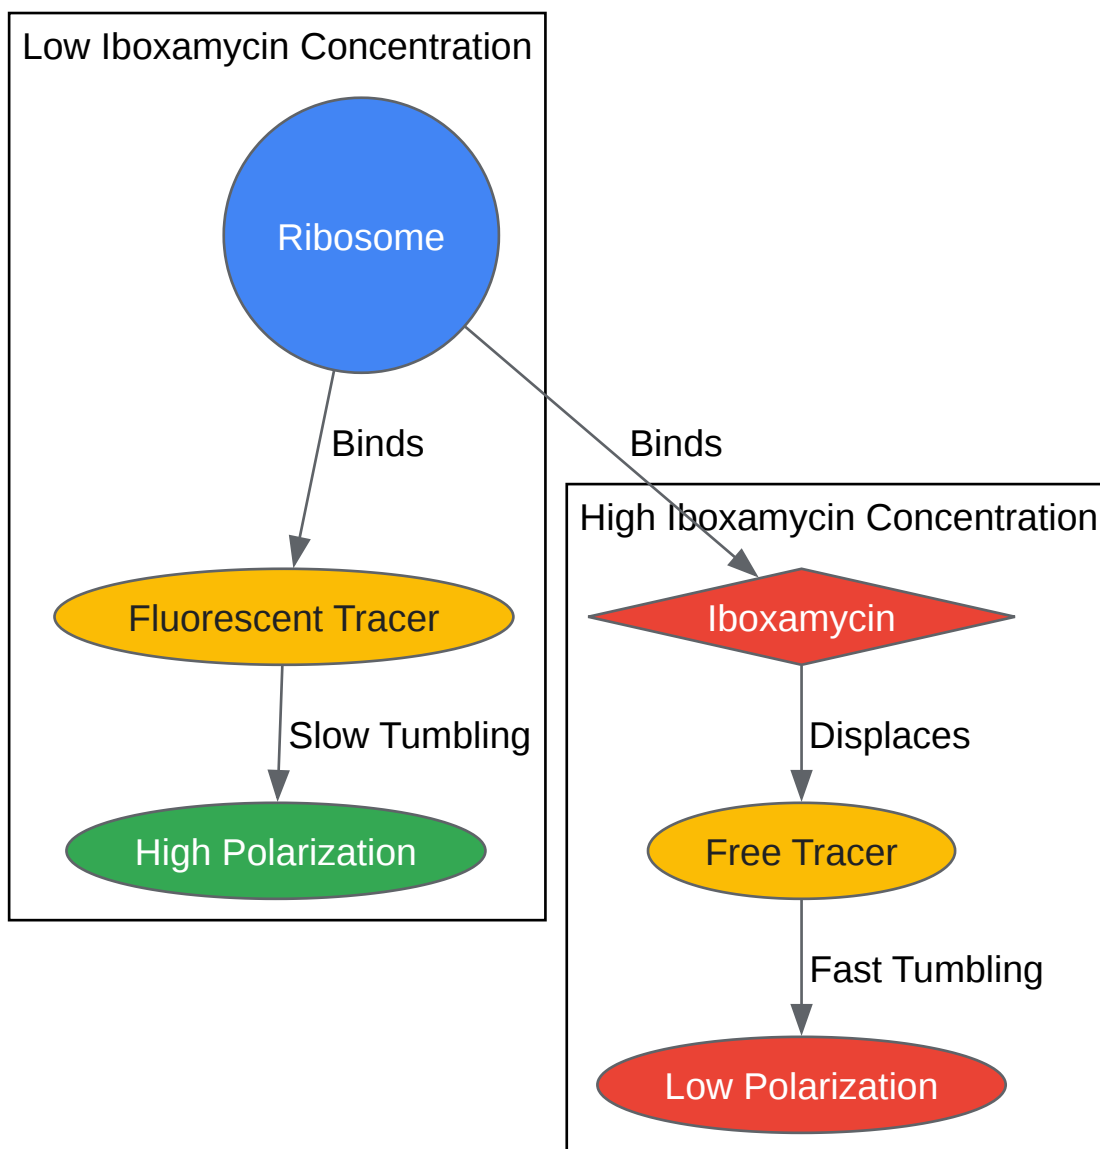 Low Iboxamycin Concentration
Ribosome
Binds
Binds
High Iboxamycin Concentration
Fluorescent Tracer
Iboxamycin
Slow Tumbling
Displaces
High Polarization
Free Tracer
Fast Tumbling
Low Polarization